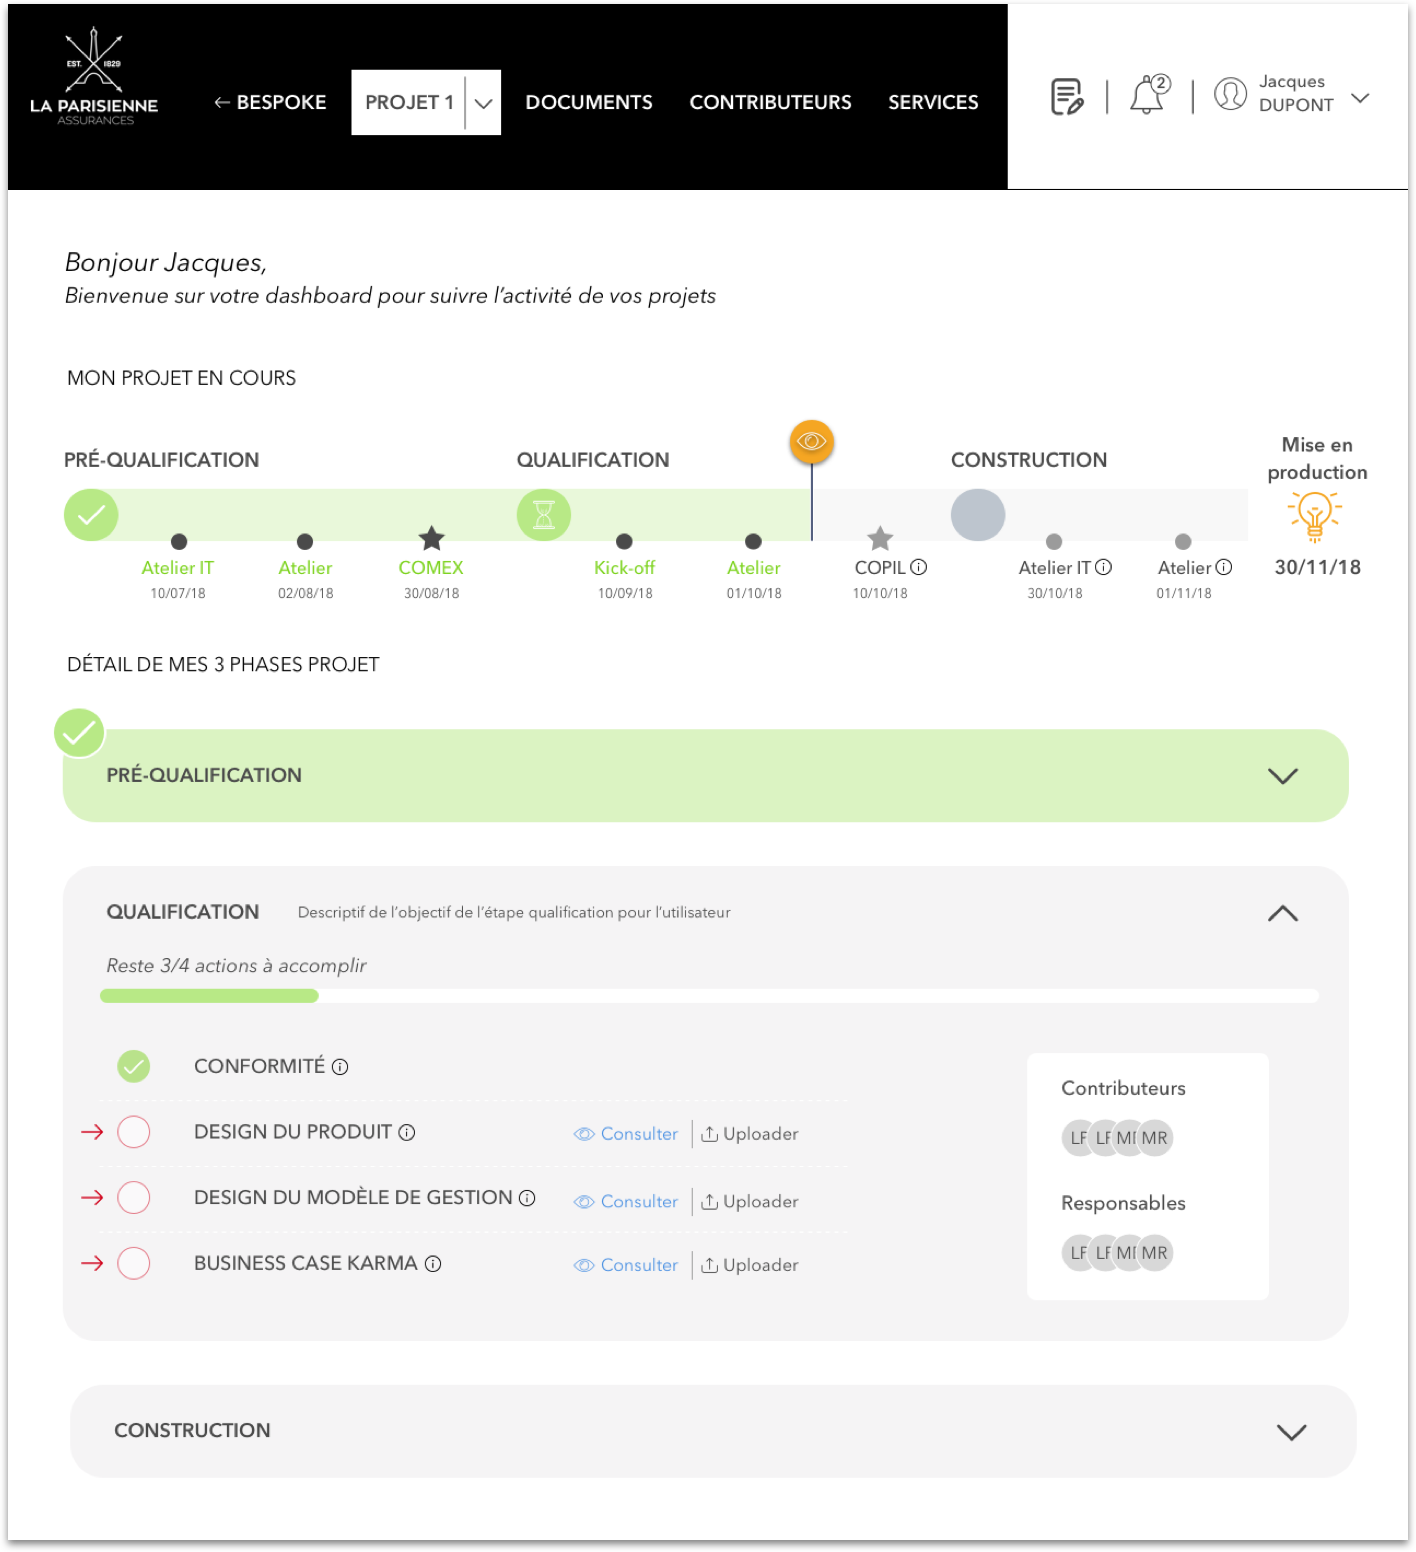 EST. 1829
LA PARISIENNE
ASSURANCES
← BESPOKE
PROJET 1
DOCUMENTS
CONTRIBUTEURS
SERVICES
2
Jacques
DUPONT
Bonjour Jacques,
Bienvenue sur votre dashboard pour suivre l’activité de vos projets
MON PROJET EN COURS
PRÉ-QUALIFICATION
QUALIFICATION
CONSTRUCTION
Mise en
production
Atelier IT
10/07/18
Atelier
02/08/18
COMEX
30/08/18
Kick-off
10/09/18
Atelier
01/10/18
COPIL
10/10/18
Atelier IT
30/10/18
Atelier
01/11/18
30/11/18
DÉTAIL DE MES 3 PHASES PROJET
PRÉ-QUALIFICATION
QUALIFICATION Descriptif de l’objectif de l’étape qualification pour l’utilisateur
Reste 3/4 actions à accomplir
CONFORMITÉ
DESIGN DU PRODUIT Consulter Uploader
DESIGN DU MODÈLE DE GESTION Consulter Uploader
BUSINESS CASE KARMA Consulter Uploader
Contributeurs
MR
Responsables
MR
CONSTRUCTION